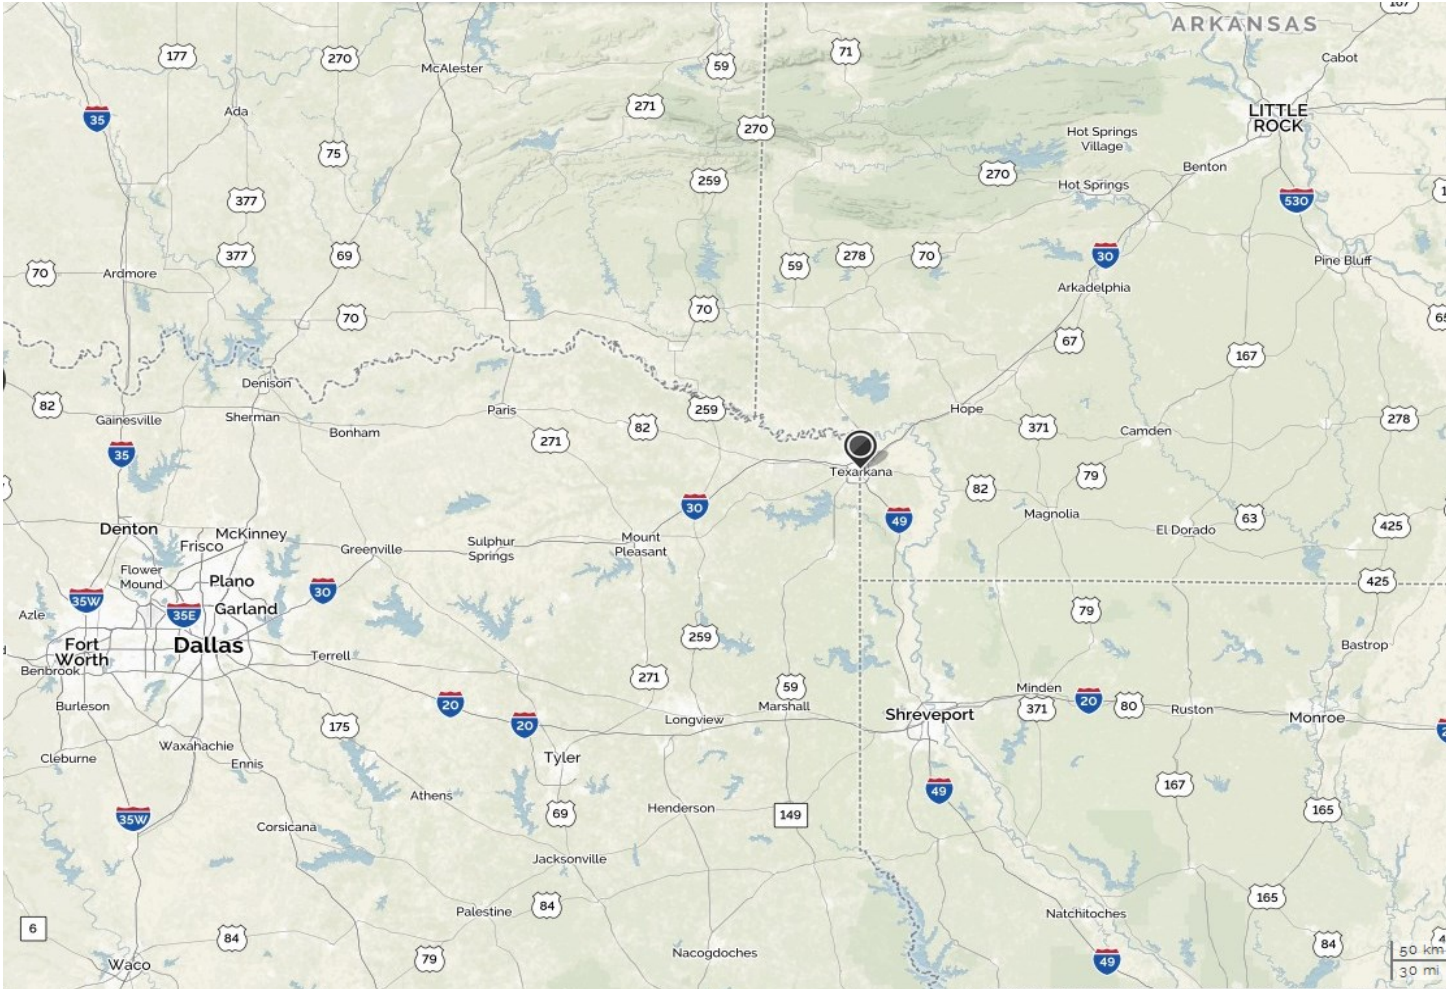 ARKANSAS
167
177
270
McAlester
59
71
Cabot
35
Ada
271
270
LITTLE
ROCK
75
Hot Springs
Village
Benton
259
270
Hot Springs
377
530
377
69
59
278
70
30
Pine Bluff
70
Ardmore
Arkadelphia
70
70
67
167
Denison
82
Gainesville
Sherman
Bonham
Paris
271
82
259
Hope
371
Camden
278
35
Texarkana
79
82
30
49
Magnolia
63
El Dorado
425
Denton
McKinney
Frisco
Greenville
Sulphur
Springs
Mount
Pleasant
Flower
Mound
Plano
425
35W
30
Azle
35E
Garland
79
Fort
Worth
Dallas
Terrell
259
Bastrop
Benbrook
271
59
Minden
20
Burleson
20
Marshall
371
80
Ruston
175
20
Longview
Shreveport
Monroe
Waxahachie
Cleburne
Ennis
Tyler
Athens
49
167
35W
Corsicana
69
Henderson
149
165
Jacksonville
165
6
84
79
Palestine
84
Natchitoches
84
Nacogdoches
Waco
49
50 km
30 mi